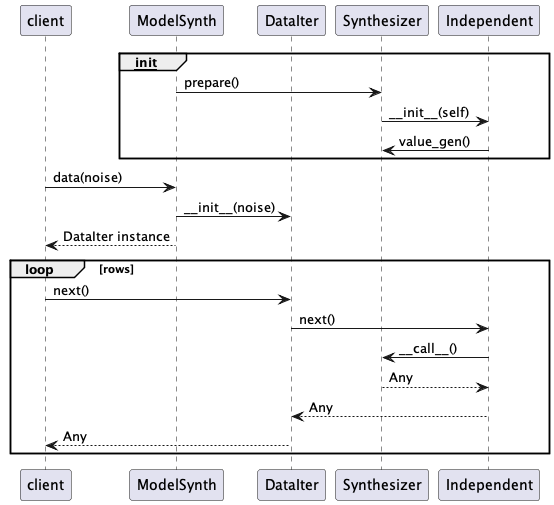 client ModelSynth DataIter Synthesizer Independent
init
prepare()
__init__(self)
value_gen()
data(noise)
__init__(noise)
DataIter instance
loop [rows]
next()
next()
__call__()
Any
Any
Any
client ModelSynth DataIter Synthesizer Independent